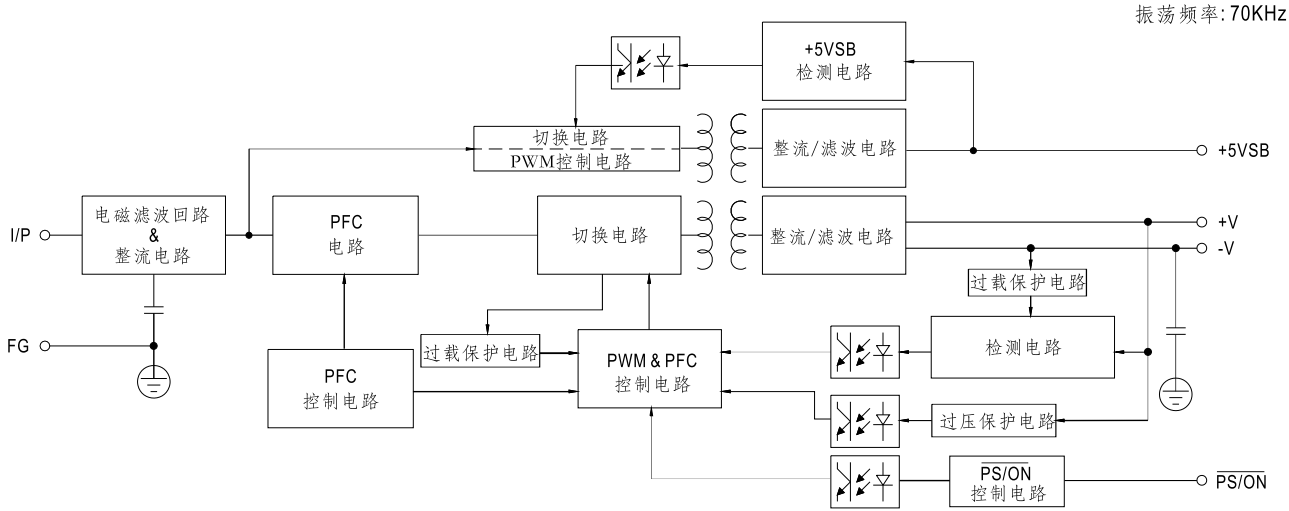 振荡频率: 70KHz
+5VSB
检测电路
切换电路
PWM控制电路
整流/滤波电路
+5VSB
I/P
电磁滤波回路
&
整流电路
PFC
电路
切换电路
整流/滤波电路
+V
-V
过载保护电路
FG
过载保护电路
PWM & PFC
控制电路
检测电路
PFC
控制电路
过压保护电路
PS/ON
控制电路
PS/ON